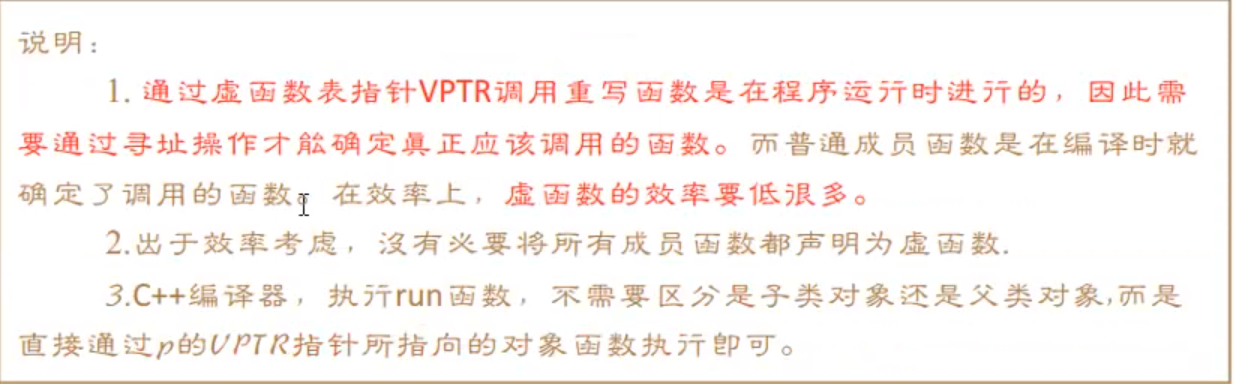 说明：
1. 通过虚函数表指针VPTR调用重写函数是在程序运行时进行的，因此需
要通过寻址操作才能确定真正应该调用的函数。而普通成员函数是在编译时就
确定了调用的函数。在效率上，虚函数的效率要低很多。
2.出于效率考虑，没有必要将所有成员函数都声明为虚函数.
3.C++编译器，执行run函数，不需要区分是子类对象还是父类对象,而是
直接通过p的VPTR指针所指向的对象函数执行即可。